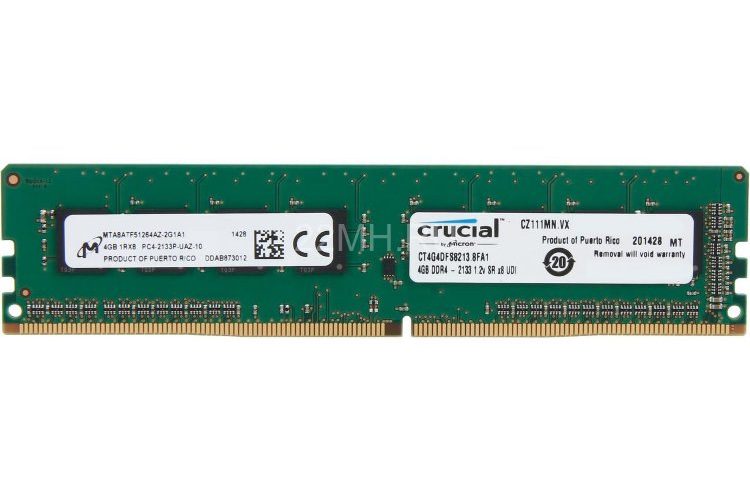 MTA8ATF51264AZ-2G1A1 1428
4GB 1RX8 PC4-2133P-UAZ-10
PRODUCT OF PUERTO RICO DDAB873012
crucial
by Micron
CT4G4DFS8213.8FA1
4GB DDR4 - 2133 1.2v SR x8 UDI
CZ111MN.VX
Product of Puerto Rico 201428 MT
Removal will void warranty
20